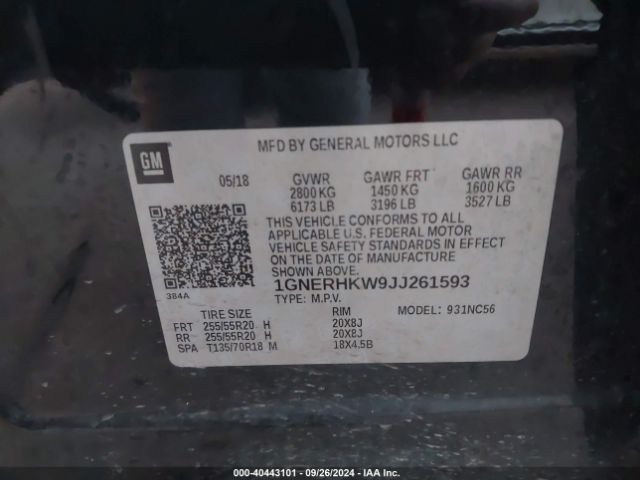 MFD BY GENERAL MOTORS LLC
GM
05/18 GVWR GAWR FRT GAWR RR
2800 KG 1450 KG 1600 KG
6173 LB 3196 LB 3527 LB
THIS VEHICLE CONFORMS TO ALL
APPLICABLE U.S. FEDERAL MOTOR
VEHICLE SAFETY STANDARDS IN EFFECT
ON THE DATE OF MANUFACTURE
SHOWN ABOVE.
1GNERHKW9JJ261593
384A
TYPE: M.P.V. MODEL: 931NC56
TIRE SIZE RIM
FRT 255/55R20 H 20X8J
RR 255/55R20 H 20X8J
SPA T135/70R18 M 18X4.5B
000-40443101 - 09/26/2024 - IAA Inc.